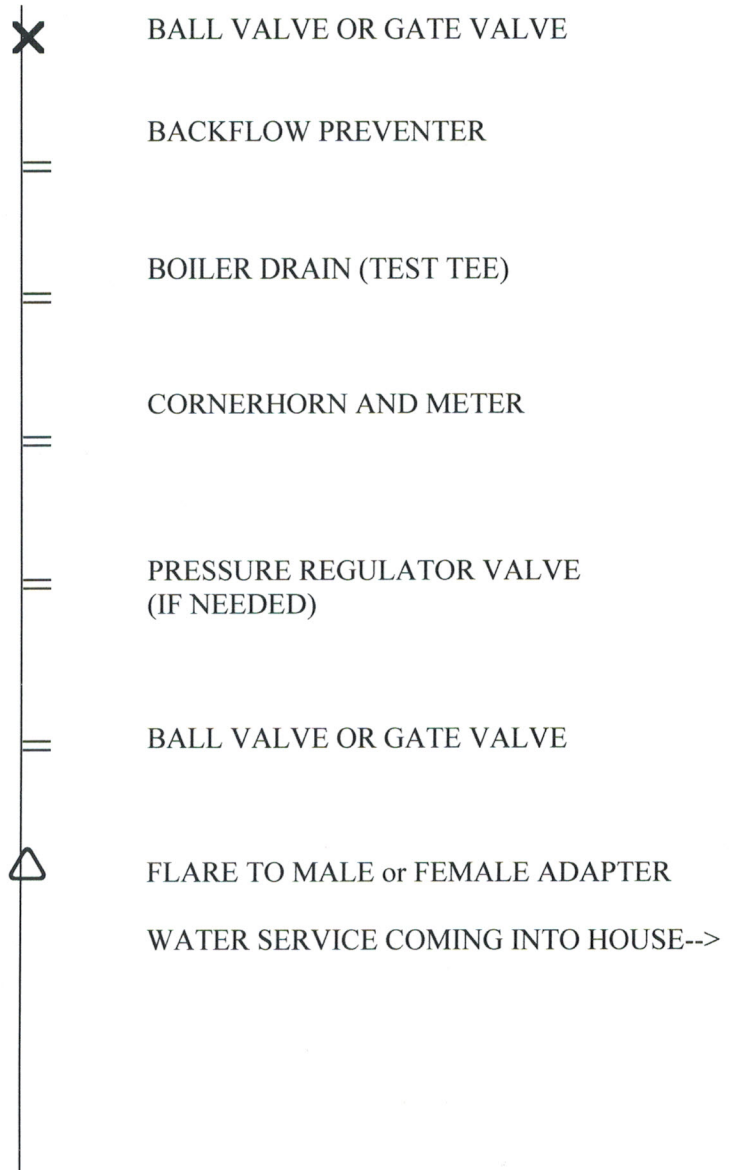 BALL VALVE OR GATE VALVE
BACKFLOW PREVENTER
BOILER DRAIN (TEST TEE)
CORNERHORN AND METER
PRESSURE REGULATOR VALVE
(IF NEEDED)
BALL VALVE OR GATE VALVE
FLARE TO MALE or FEMALE ADAPTER
WATER SERVICE COMING INTO HOUSE-->